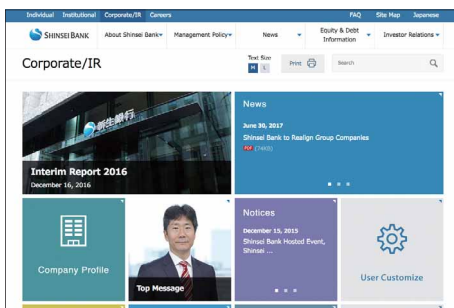 Individual Institutional Corporate/IR Careers FAQ Site Map Japanese
SHINSEI BANK About Shinsei Bank Management Policy News Equity & Debt Information Investor Relations
Corporate/IR
Text Size
M L
Print
Search
新生銀行
Interim Report 2016
December 16, 2016
News
June 30, 2017
Shinsei Bank to Realign Group Companies
PDF (74KB)
Company Profile
Top Message
Notices
December 15, 2015
Shinsei Bank Hosted Event,
Shinsei ...
User Customize